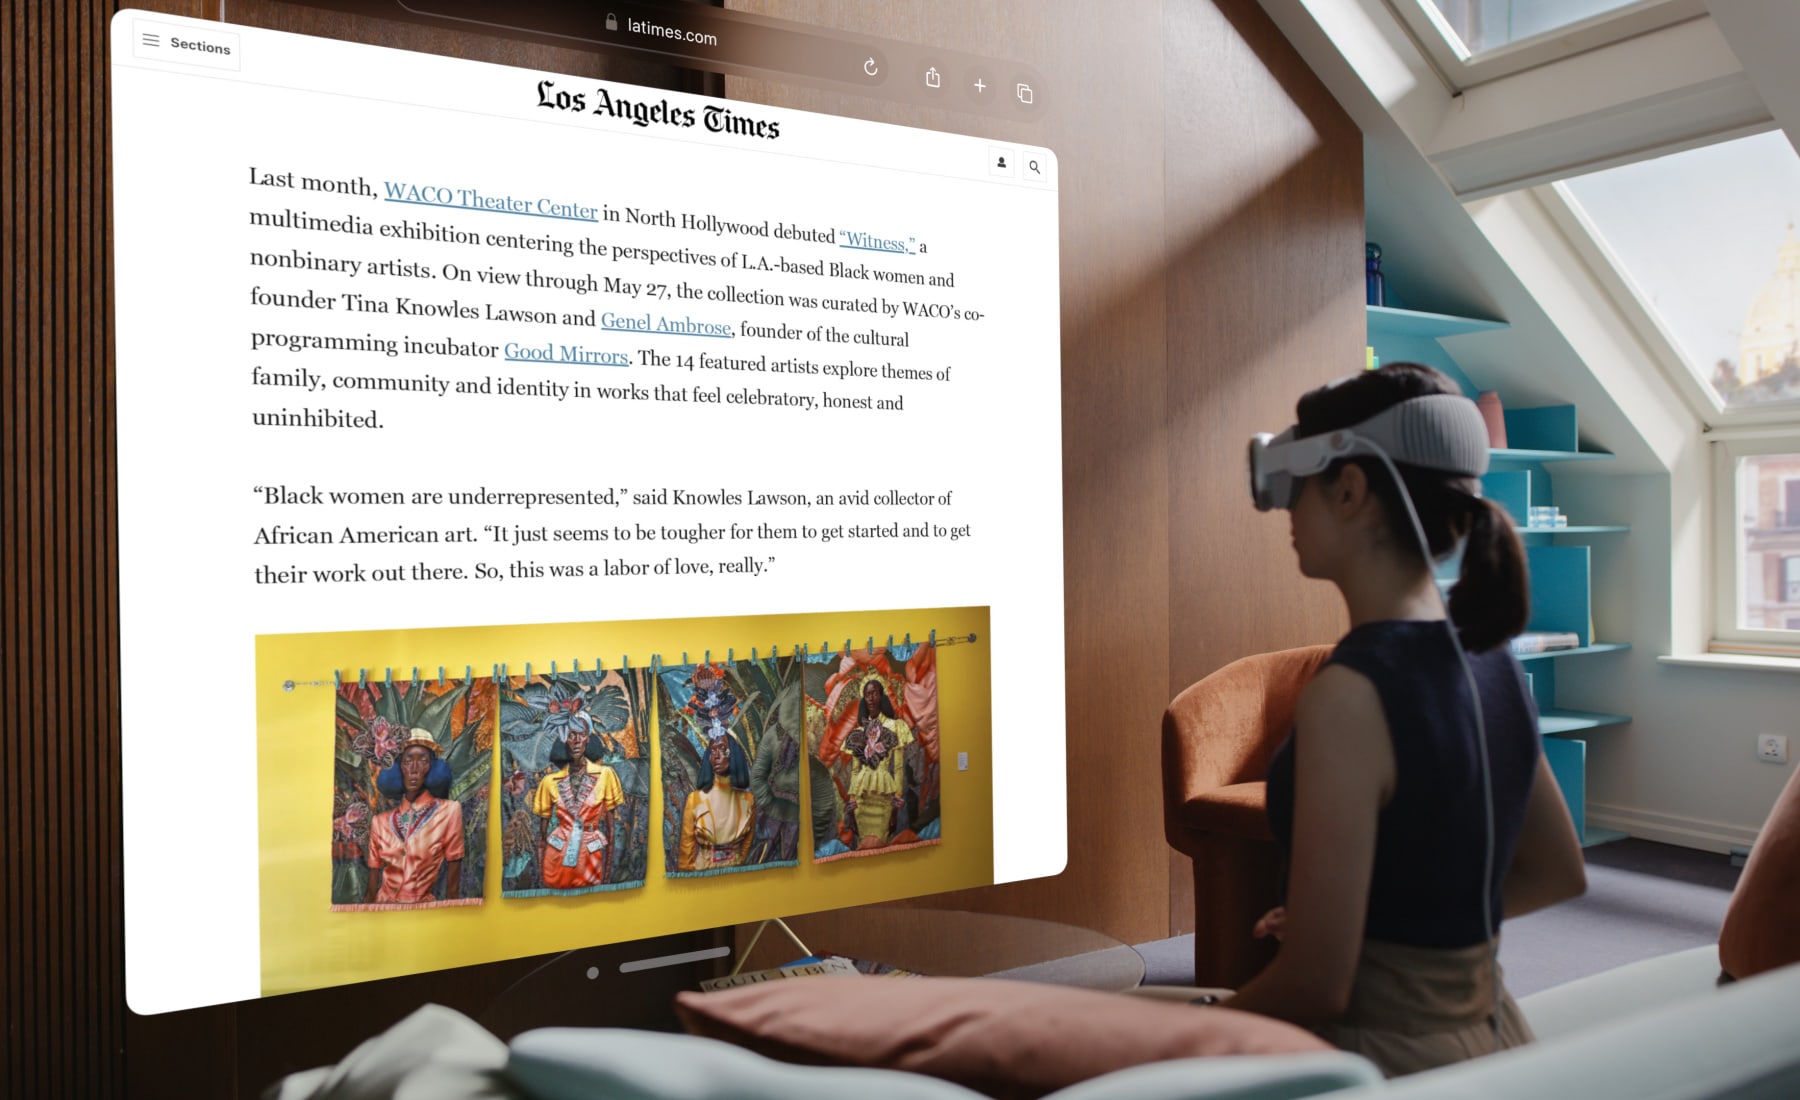 latimes.com
Sections
Los Angeles Times
Last month, WACO Theater Center in North Hollywood debuted “Witness,” a
multimedia exhibition centering the perspectives of L.A.-based Black women and
nonbinary artists. On view through May 27, the collection was curated by WACO’s co-
founder Tina Knowles Lawson and Genel Ambrose, founder of the cultural
programming incubator Good Mirrors. The 14 featured artists explore themes of
family, community and identity in works that feel celebratory, honest and
uninhibited.
“Black women are underrepresented,” said Knowles Lawson, an avid collector of
African American art. “It just seems to be tougher for them to get started and to get
their work out there. So, this was a labor of love, really.”
GUTE LEBEN